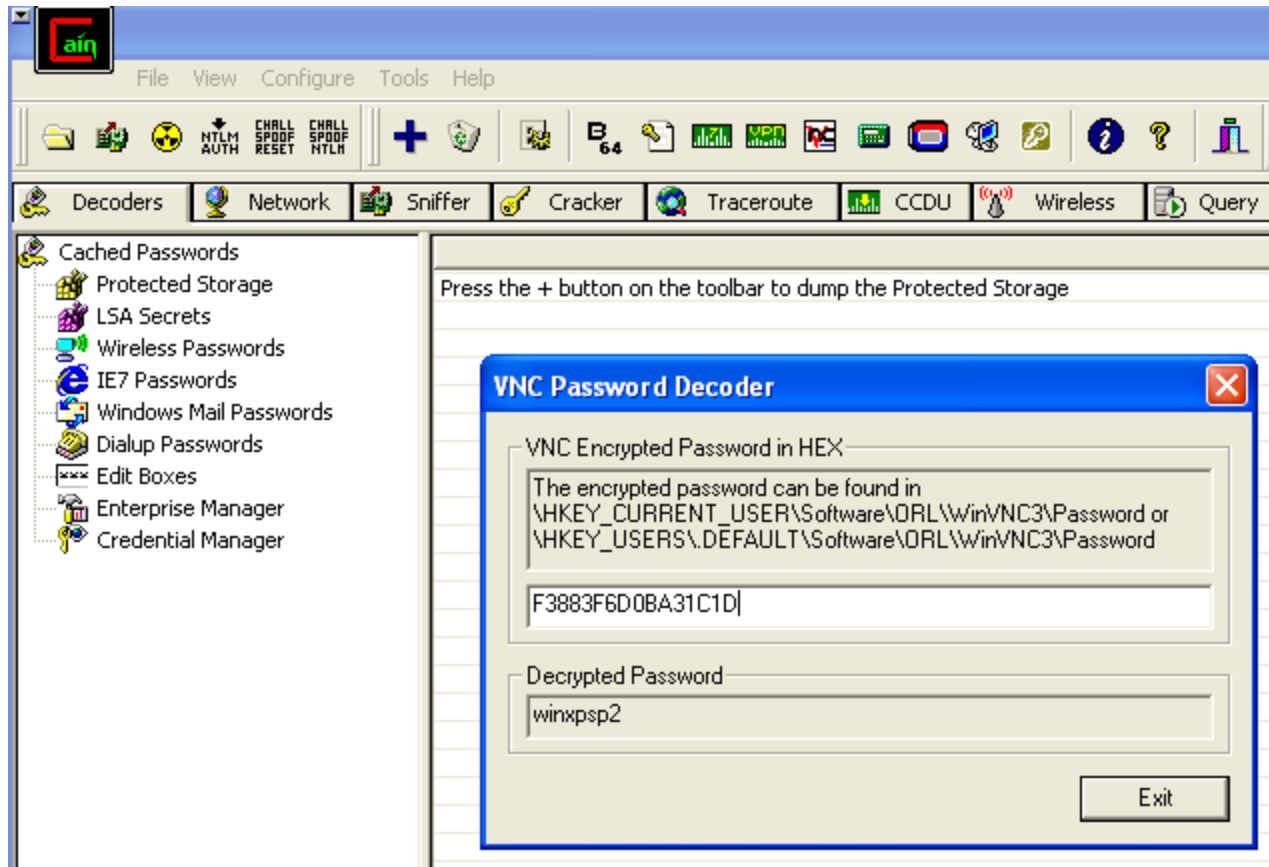 Cain
File View Configure Tools Help
NTLM AUTH
CHALL SPOOF RESET
CHALL SPOOF NTLM
B 64
VPN
Decoders Network Sniffer Cracker Traceroute CCDU Wireless Query
Cached Passwords
Protected Storage
LSA Secrets
Wireless Passwords
IE7 Passwords
Windows Mail Passwords
Dialup Passwords
Edit Boxes
Enterprise Manager
Credential Manager
Press the + button on the toolbar to dump the Protected Storage
VNC Password Decoder
VNC Encrypted Password in HEX
The encrypted password can be found in
\HKEY_CURRENT_USER\Software\ORL\WinVNC3\Password or
\HKEY_USERS\.DEFAULT\Software\ORL\WinVNC3\Password
F3883F6D0BA31C1D
Decrypted Password
winxpsp2
Exit